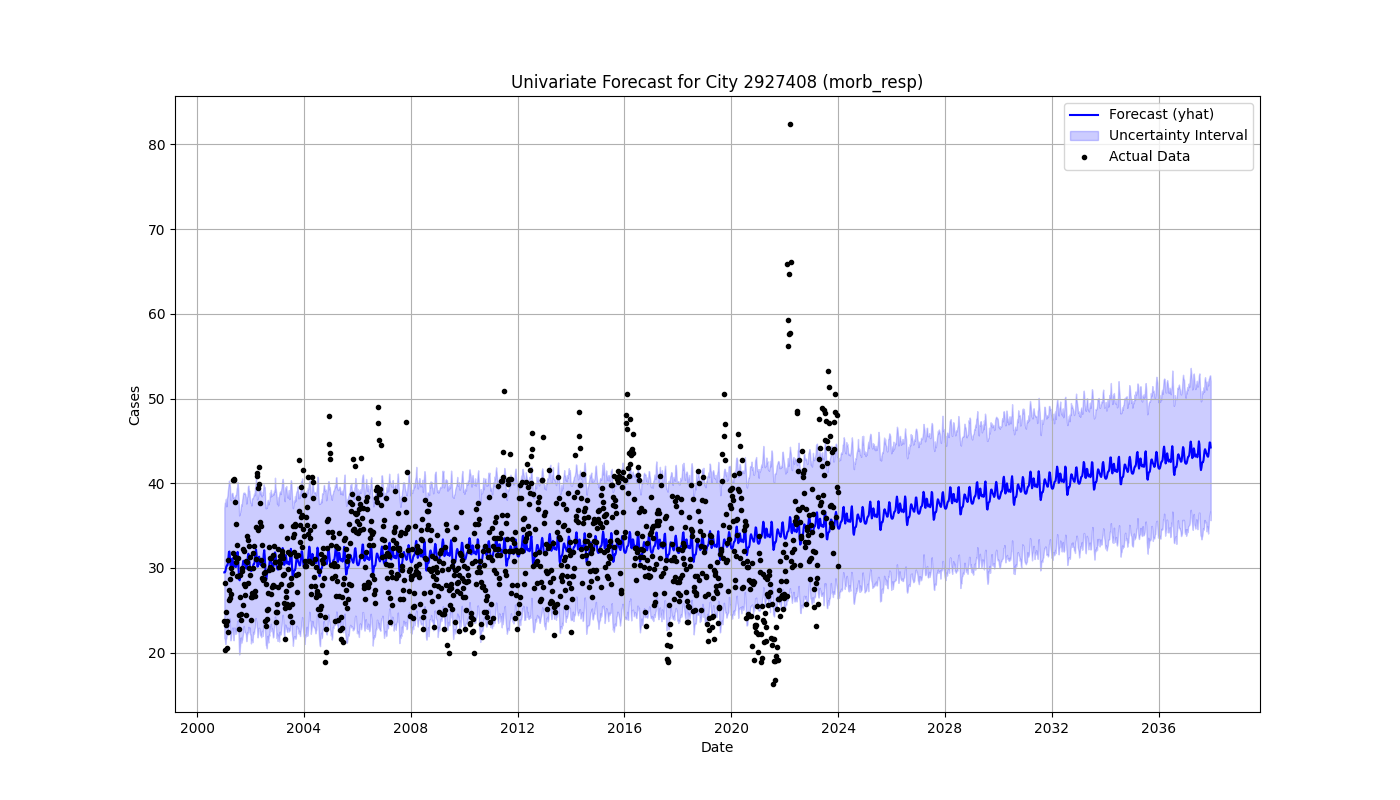 Univariate Forecast for City 2927408 (morb_resp)
Forecast (yhat)
Uncertainty Interval
Actual Data
Cases
80
70
60
50
40
30
20
2000 2004 2008 2012 2016 2020 2024 2028 2032 2036
Date